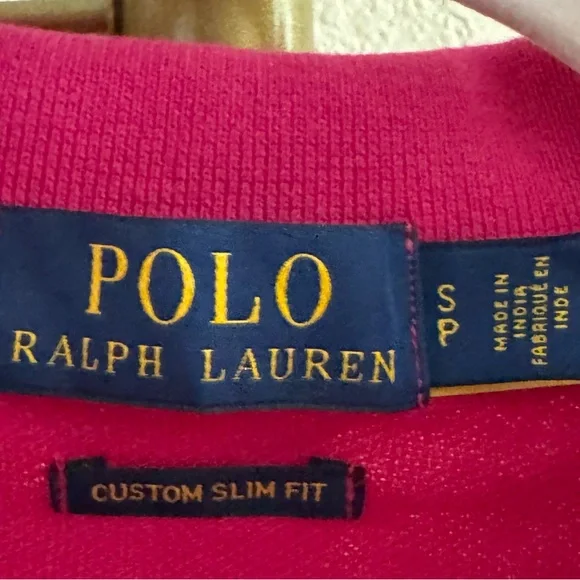 POLO
RALPH LAUREN
S
P
MADE IN
INDIA
FABRIQUÉ EN
INDE
CUSTOM SLIM FIT